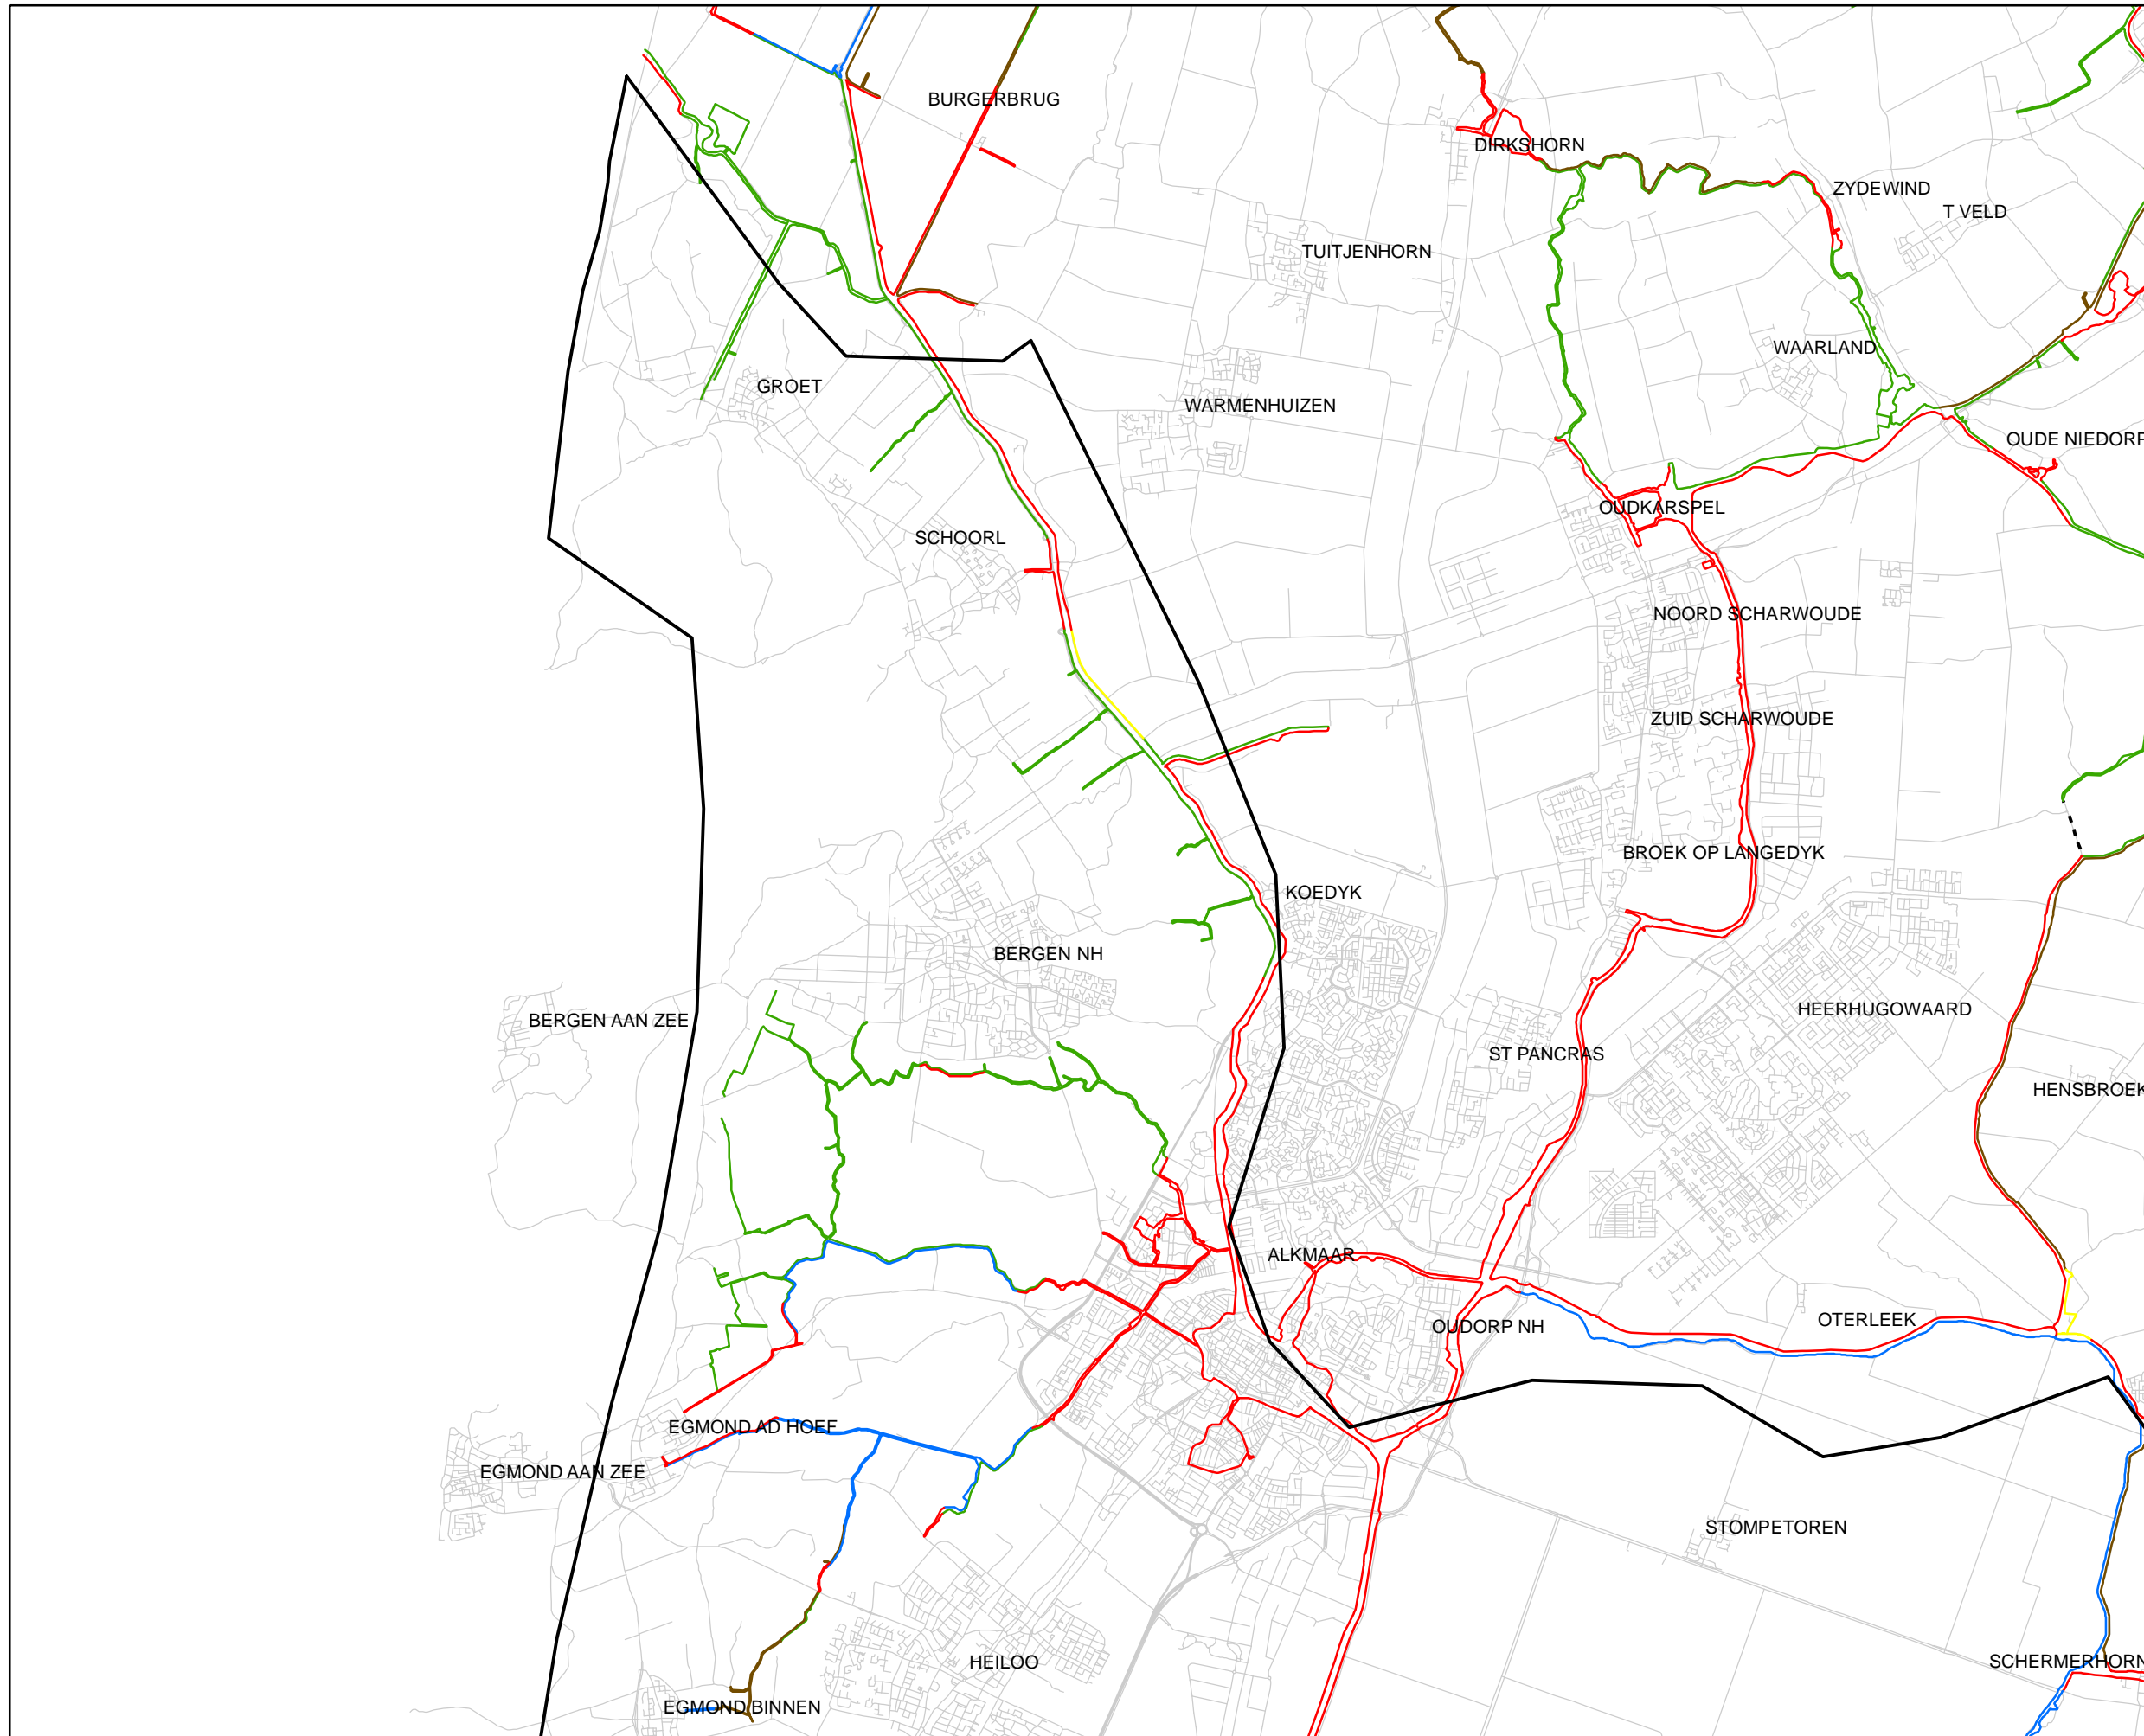 BURGERBRUG
DIRKSHORN
ZYDEWIND
T VELD
TUITJENHORN
WAARLAND
GROET
WARMENHUIZEN
OUDE NIEDORP
OUDKARSPEL
SCHOORL
NOORD SCHARWOUDE
ZUID SCHARWOUDE
BROEK OP LANGEDYK
KOEDYK
BERGEN NH
HEERHUGOWAARD
BERGEN AAN ZEE
ST PANCRAS
HENSBROEK
ALKMAAR
OTERLEEK
OUDORP NH
EGMOND AD HOEF
EGMOND AAN ZEE
STOMPETOREN
HEILOO
SCHERMERHORN
EGMOND BINNEN